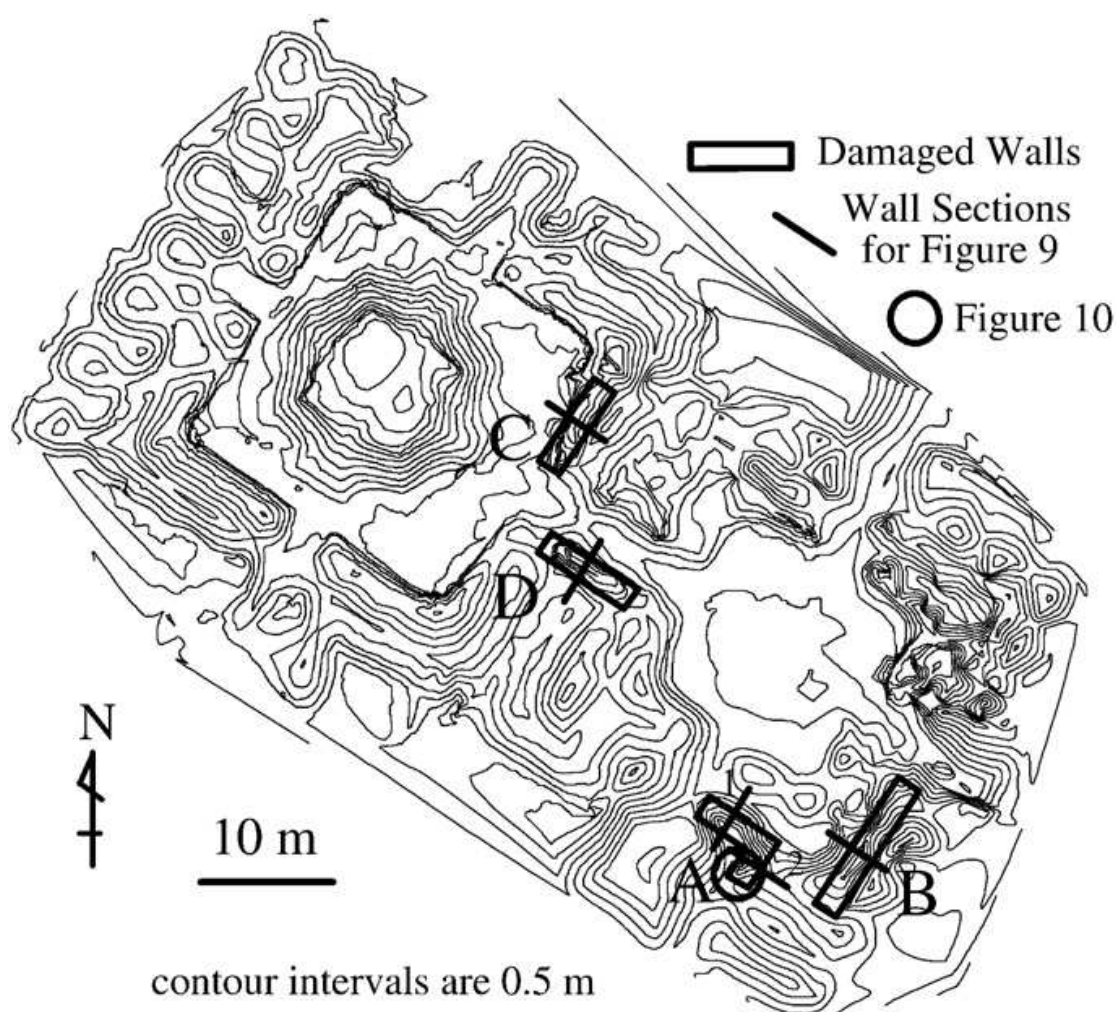 Damaged Walls
Wall Sections
for Figure 9
Figure 10
C
D
N
10 m
A
B
contour intervals are 0.5 m